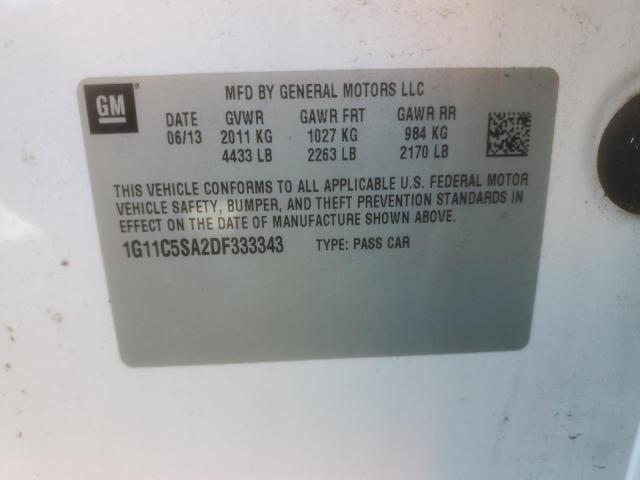 GM
MFD BY GENERAL MOTORS LLC
DATE GVWR GAWR FRT GAWR RR
06/13 2011 KG 1027 KG 984 KG
4433 LB 2263 LB 2170 LB
THIS VEHICLE CONFORMS TO ALL APPLICABLE U.S. FEDERAL MOTOR
VEHICLE SAFETY, BUMPER, AND THEFT PREVENTION STANDARDS
IN EFFECT ON THE DATE OF MANUFACTURE SHOWN ABOVE.
1G11C5SA2DF333343 TYPE: PASS CAR